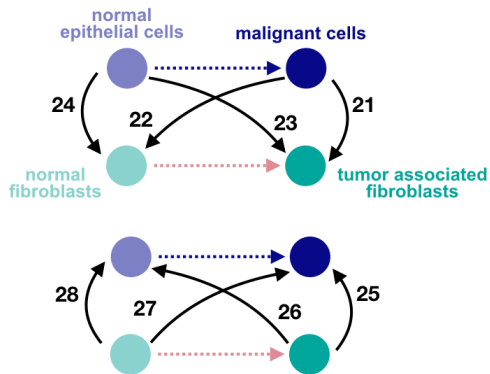 normal
epithelial cells
malignant cells
24
22
23
21
normal
fibroblasts
tumor associated
fibroblasts
28
27
26
25